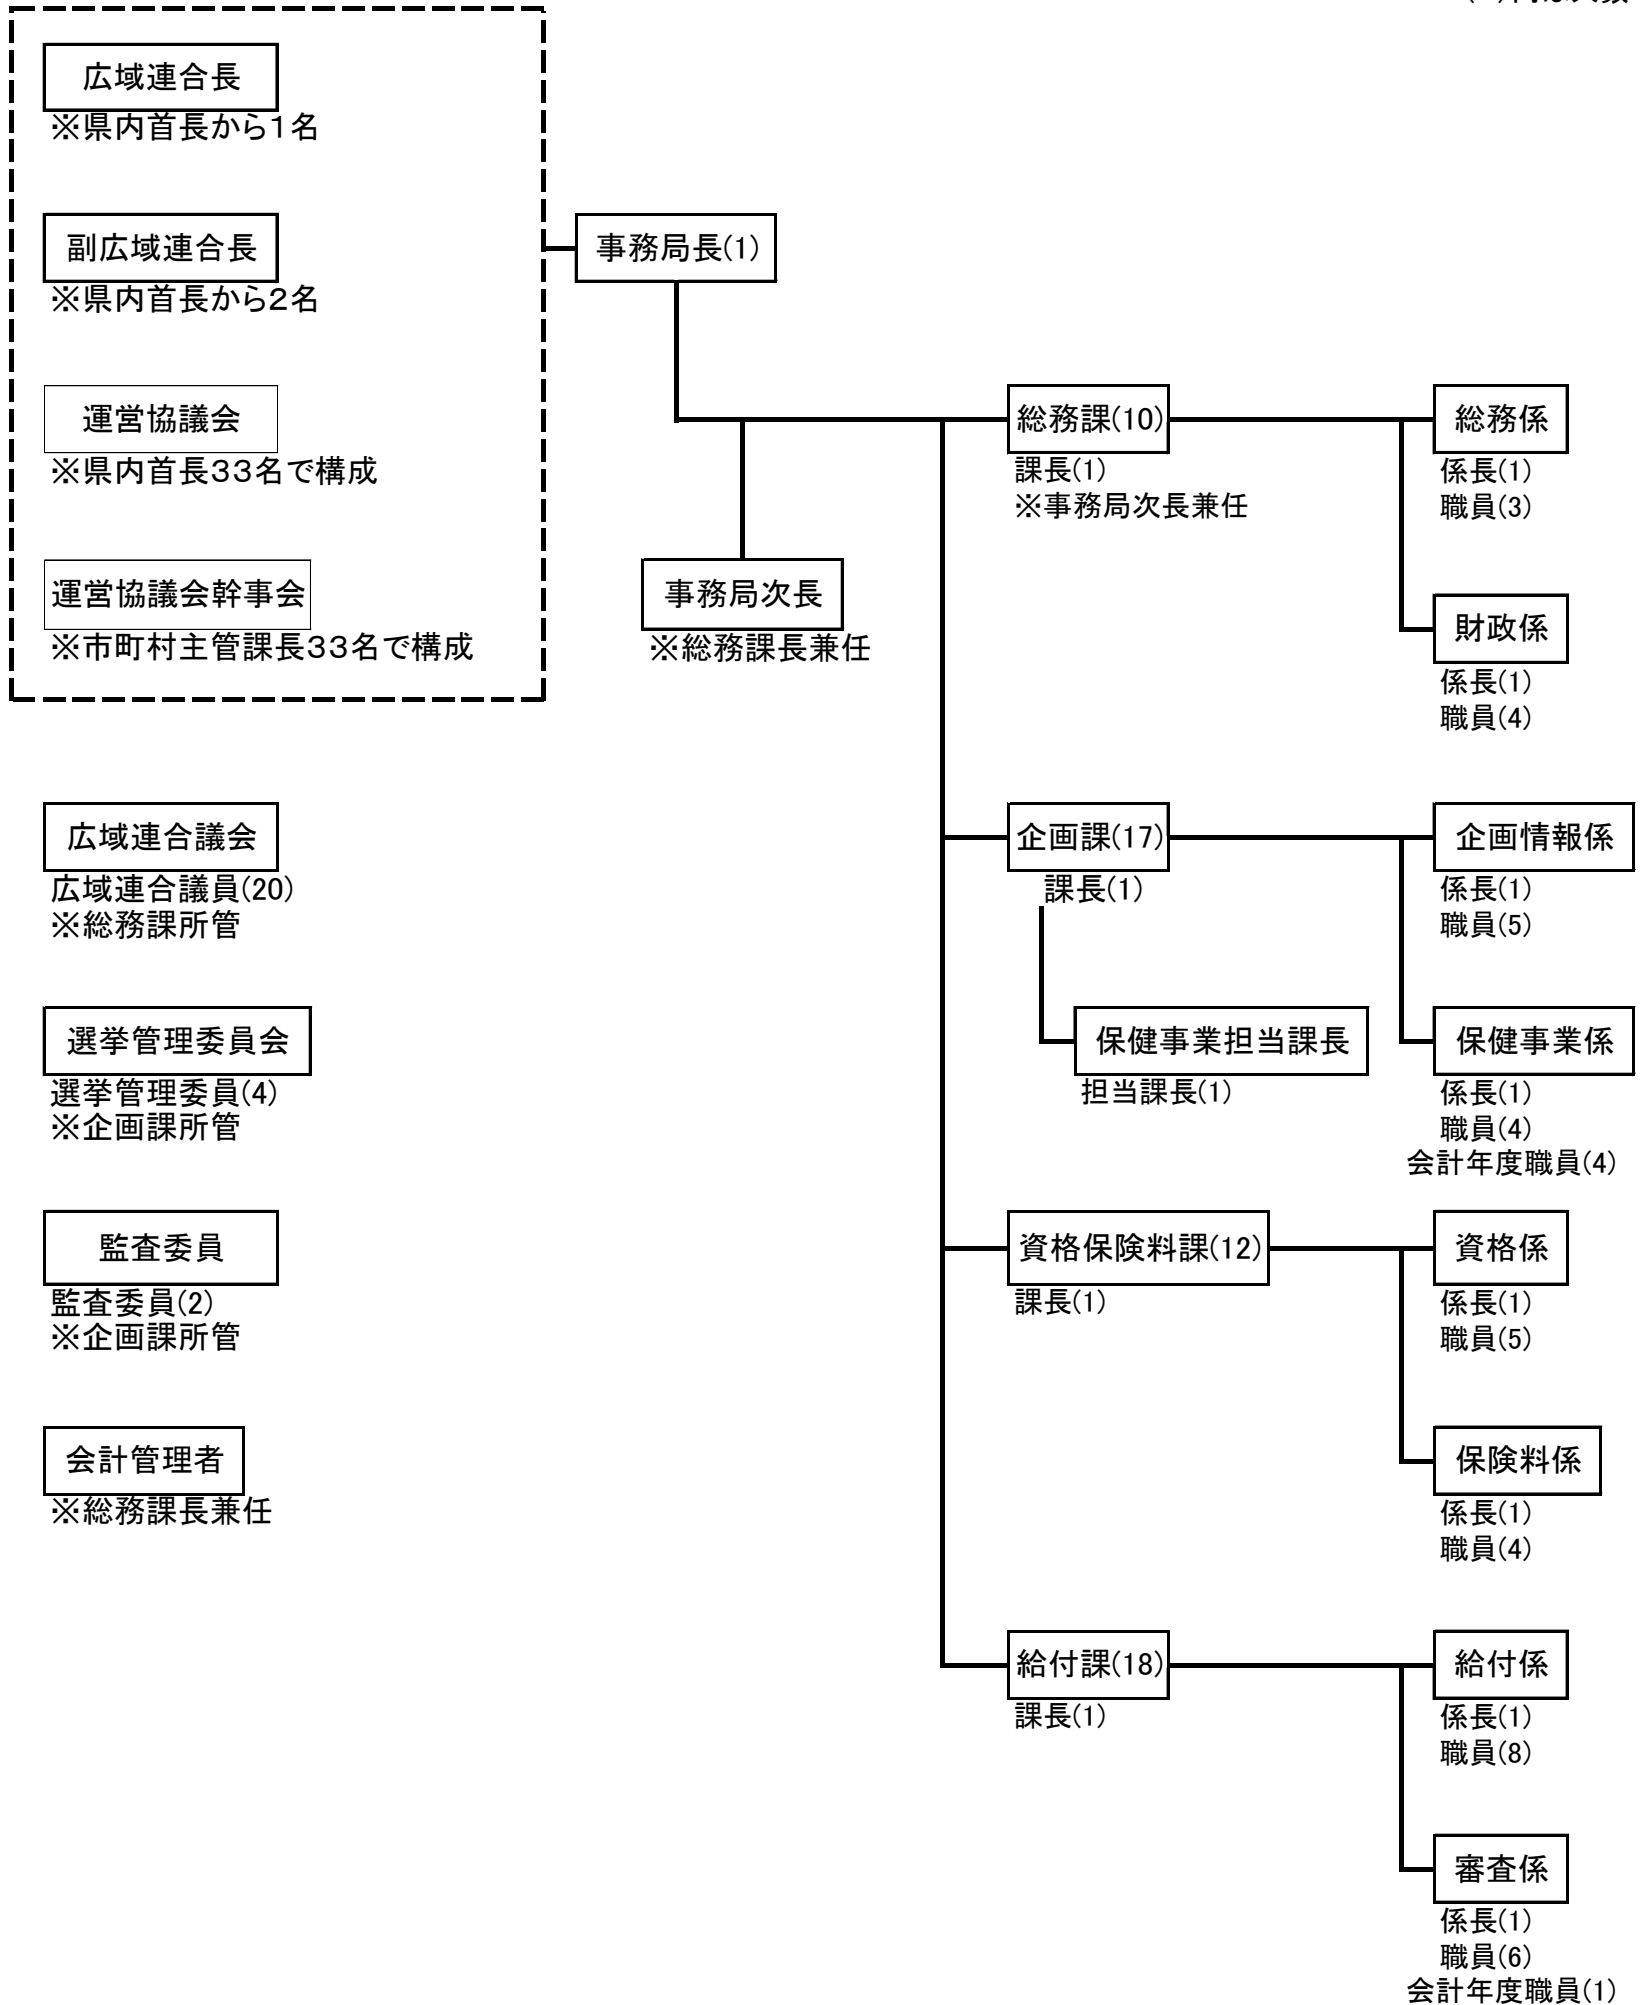 広域連合長
※県内首長から1名
副広域連合長
※県内首長から2名
運営協議会
※県内首長33名で構成
運営協議会幹事会
※市町村主管課長33名で構成
事務局長(1)
事務局次長
※総務課長兼任
広域連合議会
広域連合議員(20)
※総務課所管
選挙管理委員会
選挙管理委員(4)
※企画課所管
監査委員
監査委員(2)
※企画課所管
会計管理者
※総務課長兼任
総務課(10)
課長(1)
※事務局次長兼任
総務係
係長(1)
職員(3)
財政係
係長(1)
職員(4)
企画課(17)
課長(1)
保健事業担当課長
担当課長(1)
企画情報係
係長(1)
職員(5)
保健事業係
係長(1)
職員(4)
会計年度職員(4)
資格保険料課(12)
課長(1)
資格係
係長(1)
職員(5)
保険料係
係長(1)
職員(4)
給付課(18)
課長(1)
給付係
係長(1)
職員(8)
審査係
係長(1)
職員(6)
会計年度職員(1)